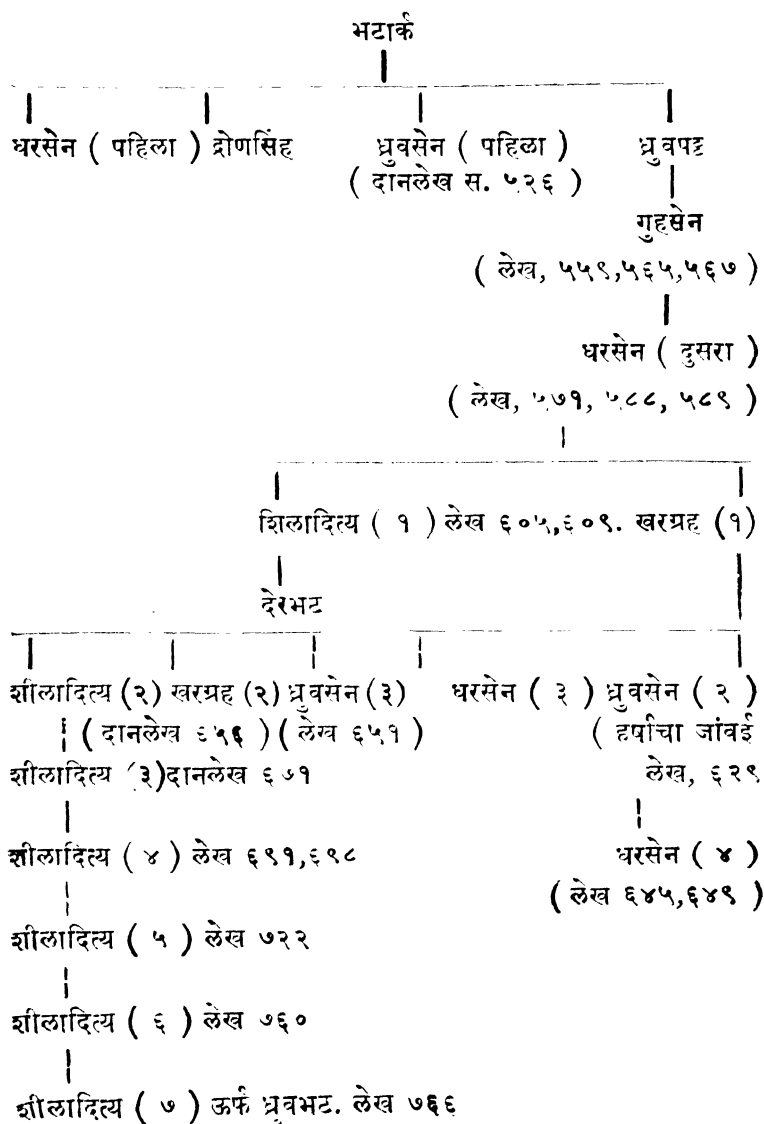 भटार्क
धरसेन ( पहिला ) द्रोणसिंह ध्रुवसेन ( पहिला ) ध्रुवपट्ट
( दानलेख स. ५२६ )
गुहसेन
( लेख, ५५९,५६५,५६७ )
धरसेन ( दुसरा )
( लेख, ५७१, ५८८, ५८९ )
शिलादित्य ( १ ) लेख ६०५,६०९. खरग्रह (१)
देरभट
शीलादित्य (२) खरग्रह (२) ध्रुवसेन (३) धरसेन ( ३ ) ध्रुवसेन ( २ )
( दानलेख ६५६ ) ( लेख ६५१ ) ( हर्षाचा जांवई
शीलादित्य (३)दानलेख ६७१ लेख, ६२९
शीलादित्य ( ४ ) लेख ६९१,६९८ धरसेन ( ४ )
( लेख ६४५,६४९ )
शीलादित्य ( ५ ) लेख ७२२
शीलादित्य ( ६ ) लेख ७६०
शीलादित्य ( ७ ) ऊर्फ ध्रुवभट. लेख ७६६